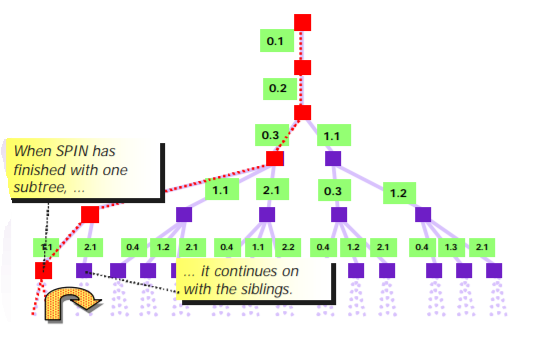 0.1
0.2
0.3 1.1
When SPIN has
finished with one
subtree, ...
1.1 2.1 0.3 1.2
2.1 0.4 1.2 2.1 0.4 1.1 2.2 0.4 1.2 2.1 0.4 1.3 2.1
... it continues on
with the siblings.